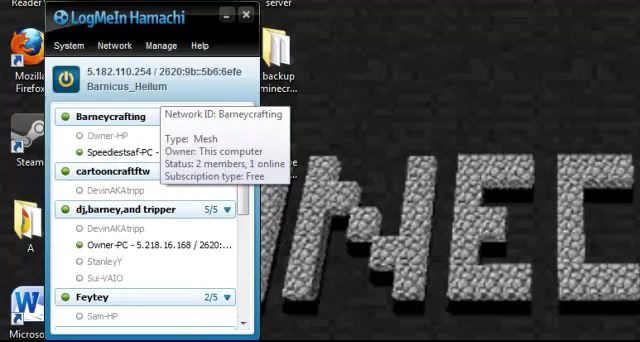 Reader
server
LogMeIn Hamachi
System Network Manage Help
5.182.110.254 / 2620:9b::5b6:6efe
Barnicus_Heilum
Mozilla
Firefox
backup
minecr...
Barneycrafting
Network ID: Barneycrafting
Owner-HP
Type: Mesh
Speediestsaf-PC -
Owner: This computer
Status: 2 members, 1 online
Subscription type: Free
Steam
cartooncraftftw
DevinAKAtripp
dj,barney,and tripper 5/5
DevinAKAtripp
Owner-PC - 5.218.16.168 / 2620:...
StanleyY
Sui-VAIO
A
Feytey 2/5
Sam-HP
Microso...
W
NEC